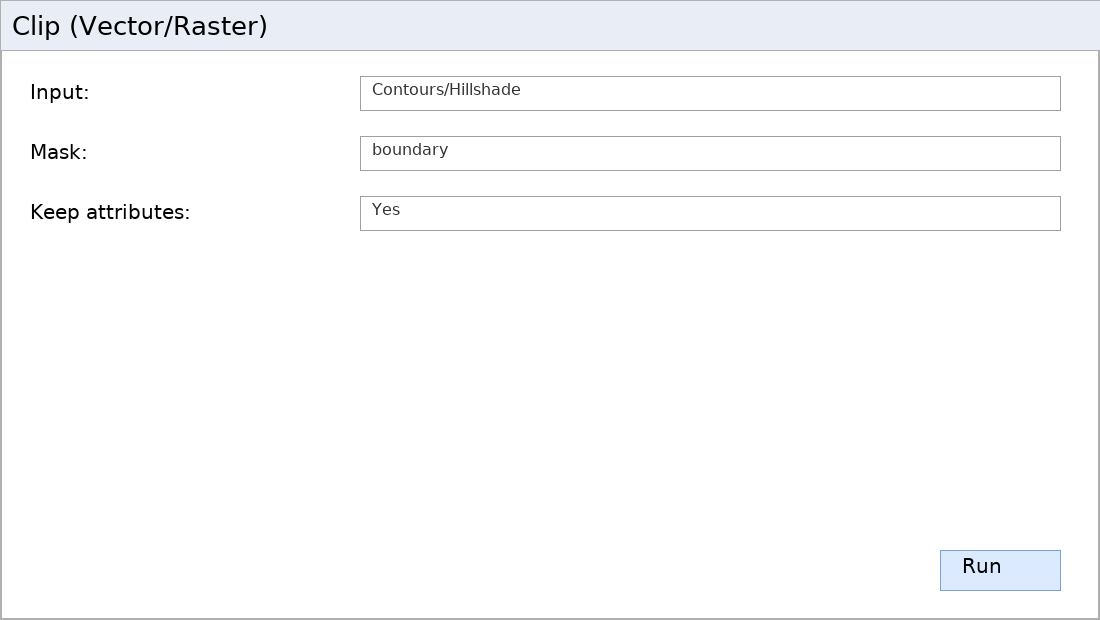 Clip (Vector/Raster)
Input: Contours/Hillshade
Mask: boundary
Keep attributes: Yes
Run